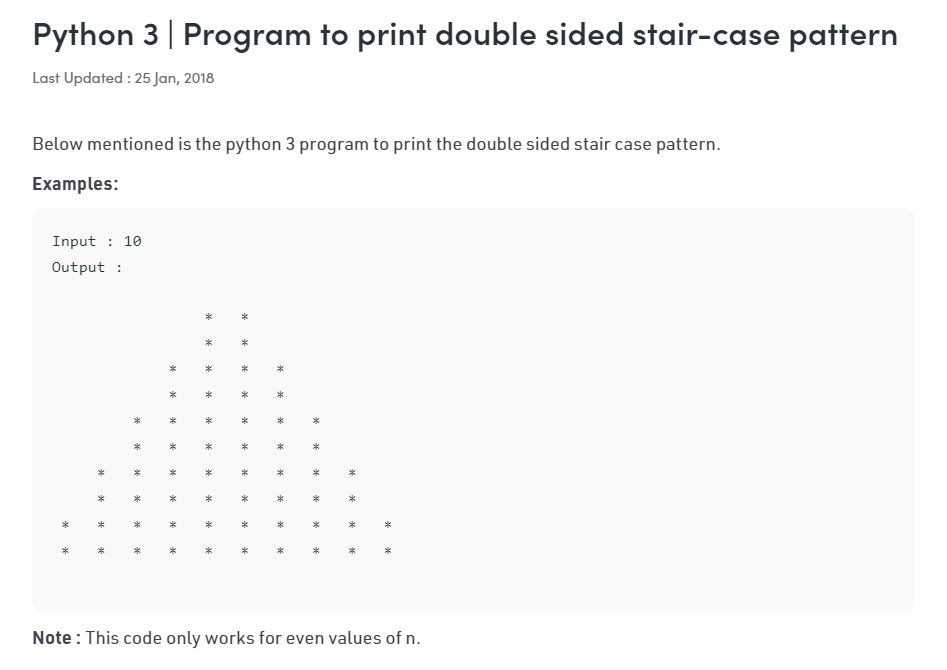 Python 3 | Program to print double sided stair-case pattern
Last Updated : 25 Jan, 2018
Below mentioned is the python 3 program to print the double sided stair case pattern.
Examples:
Input : 10
Output :
                *   *
                *   *
            *   *   *   *
            *   *   *   *
        *   *   *   *   *   *
        *   *   *   *   *   *
    *   *   *   *   *   *   *   *
    *   *   *   *   *   *   *   *
*   *   *   *   *   *   *   *   *   *
*   *   *   *   *   *   *   *   *   *
Note : This code only works for even values of n.